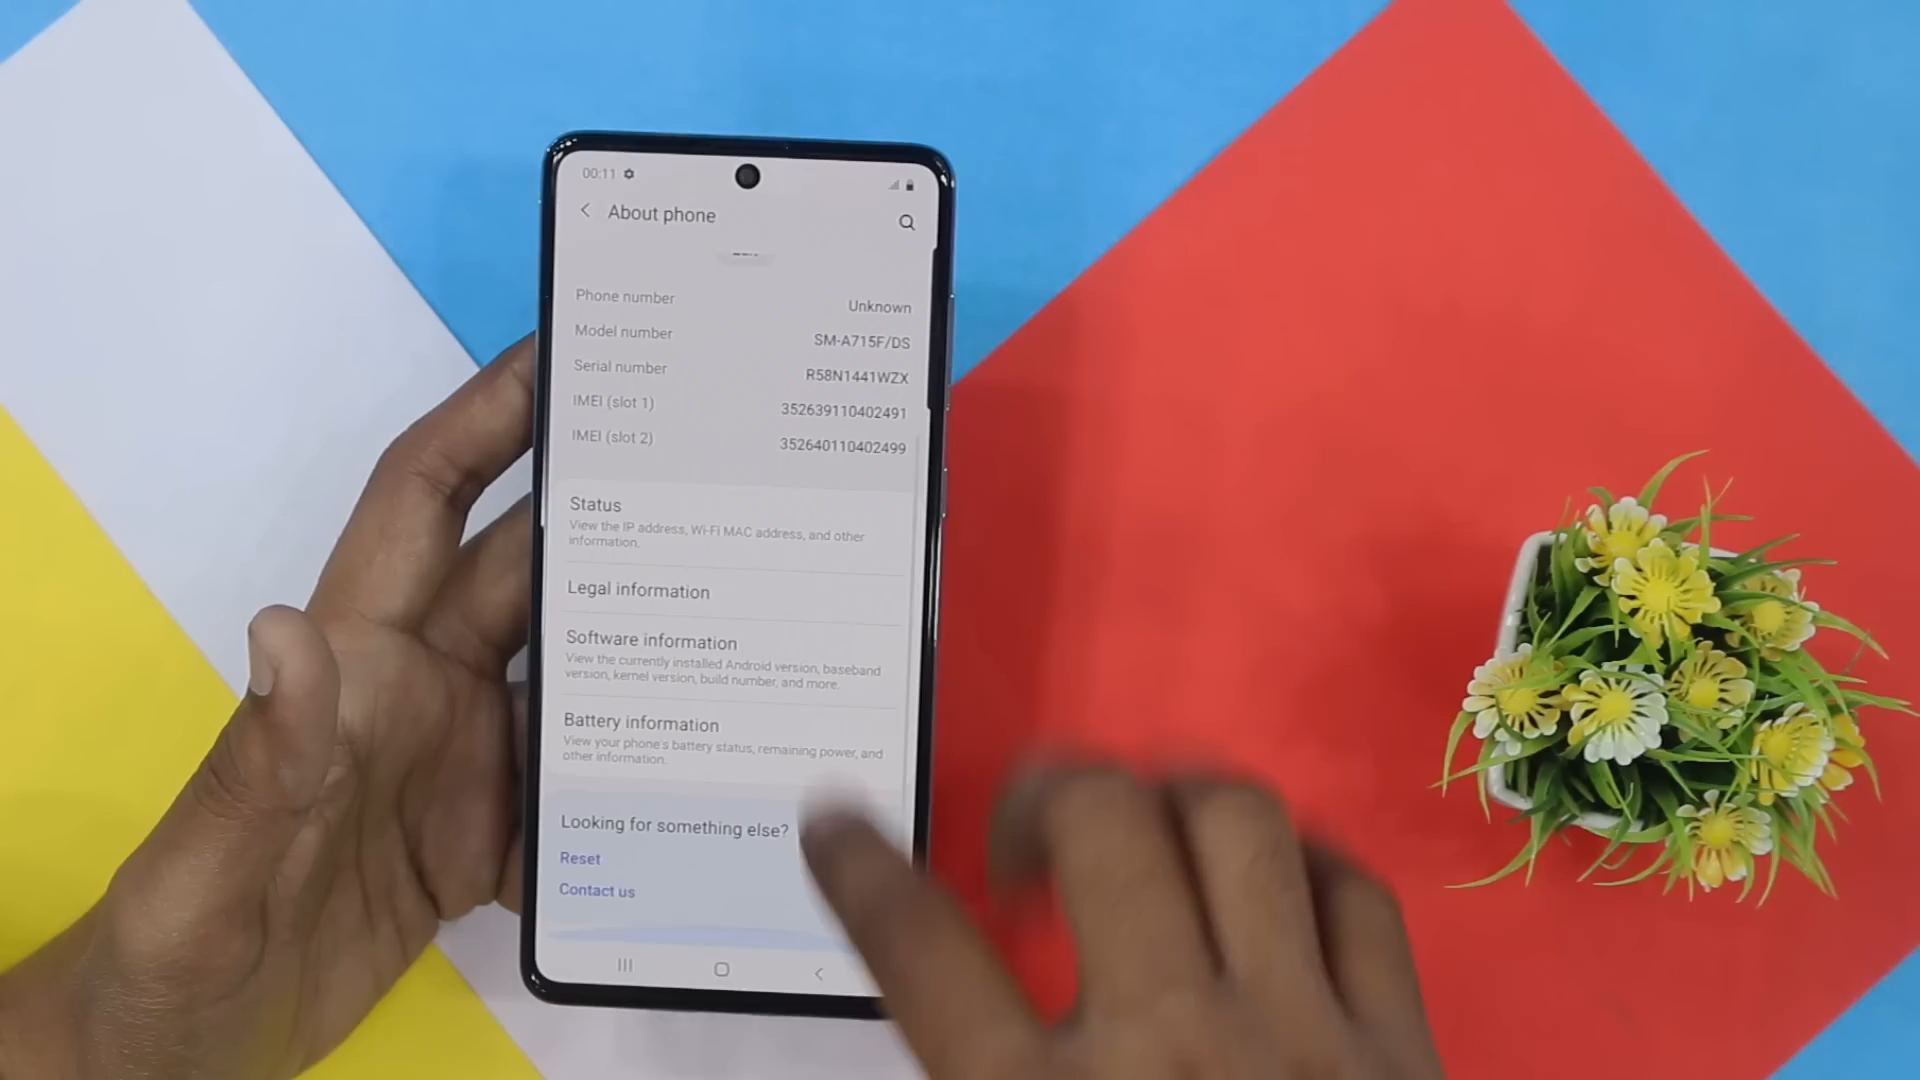 00:11
About phone
Phone number Unknown
Model number SM-A715F/DS
Serial number R58N1441WZX
IMEI (slot 1) 352639110402491
IMEI (slot 2) 352640110402499
Status
View the IP address, Wi-Fi MAC address, and other
information.
Legal information
Software information
View the currently installed Android version, baseband
version, kernel version, build number, and more.
Battery information
View your phone's battery status, remaining power, and
other information.
Looking for something else?
Reset
Contact us